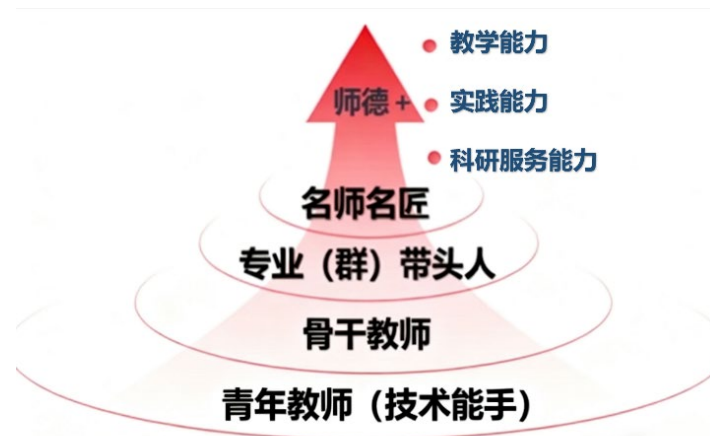 教学能力
师德 + 实践能力
科研服务能力
名师名匠
专业（群）带头人
骨干教师
青年教师（技术能手）